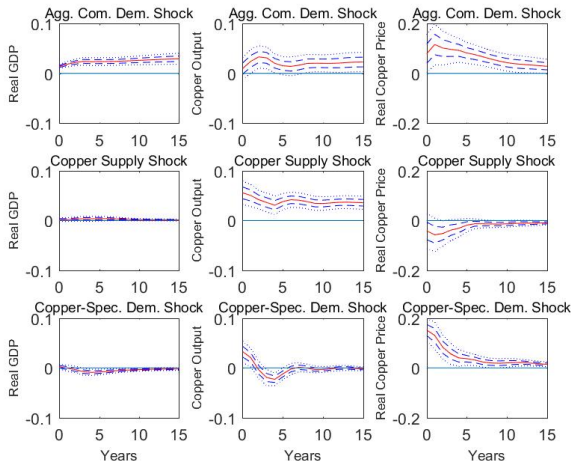 Agg. Com. Dem. Shock
Agg. Com. Dem. Shock
Agg. Com. Dem. Shock
Real GDP
0.1
0
-0.1
0 5 10 15
Copper Output
0.1
0
-0.1
0 5 10 15
Real Copper Price
0.2
0
-0.2
0 5 10 15
Copper Supply Shock
Copper Supply Shock
Copper Supply Shock
Real GDP
0.1
0
-0.1
0 5 10 15
Copper Output
0.1
0
-0.1
0 5 10 15
Real Copper Price
0.2
0
-0.2
0 5 10 15
Copper-Spec. Dem. Shock
Copper-Spec. Dem. Shock
Copper-Spec. Dem. Shock
Real GDP
0.1
0
-0.1
0 5 10 15
Years
Copper Output
0.1
0
-0.1
0 5 10 15
Years
Real Copper Price
0.2
0
-0.2
0 5 10 15
Years